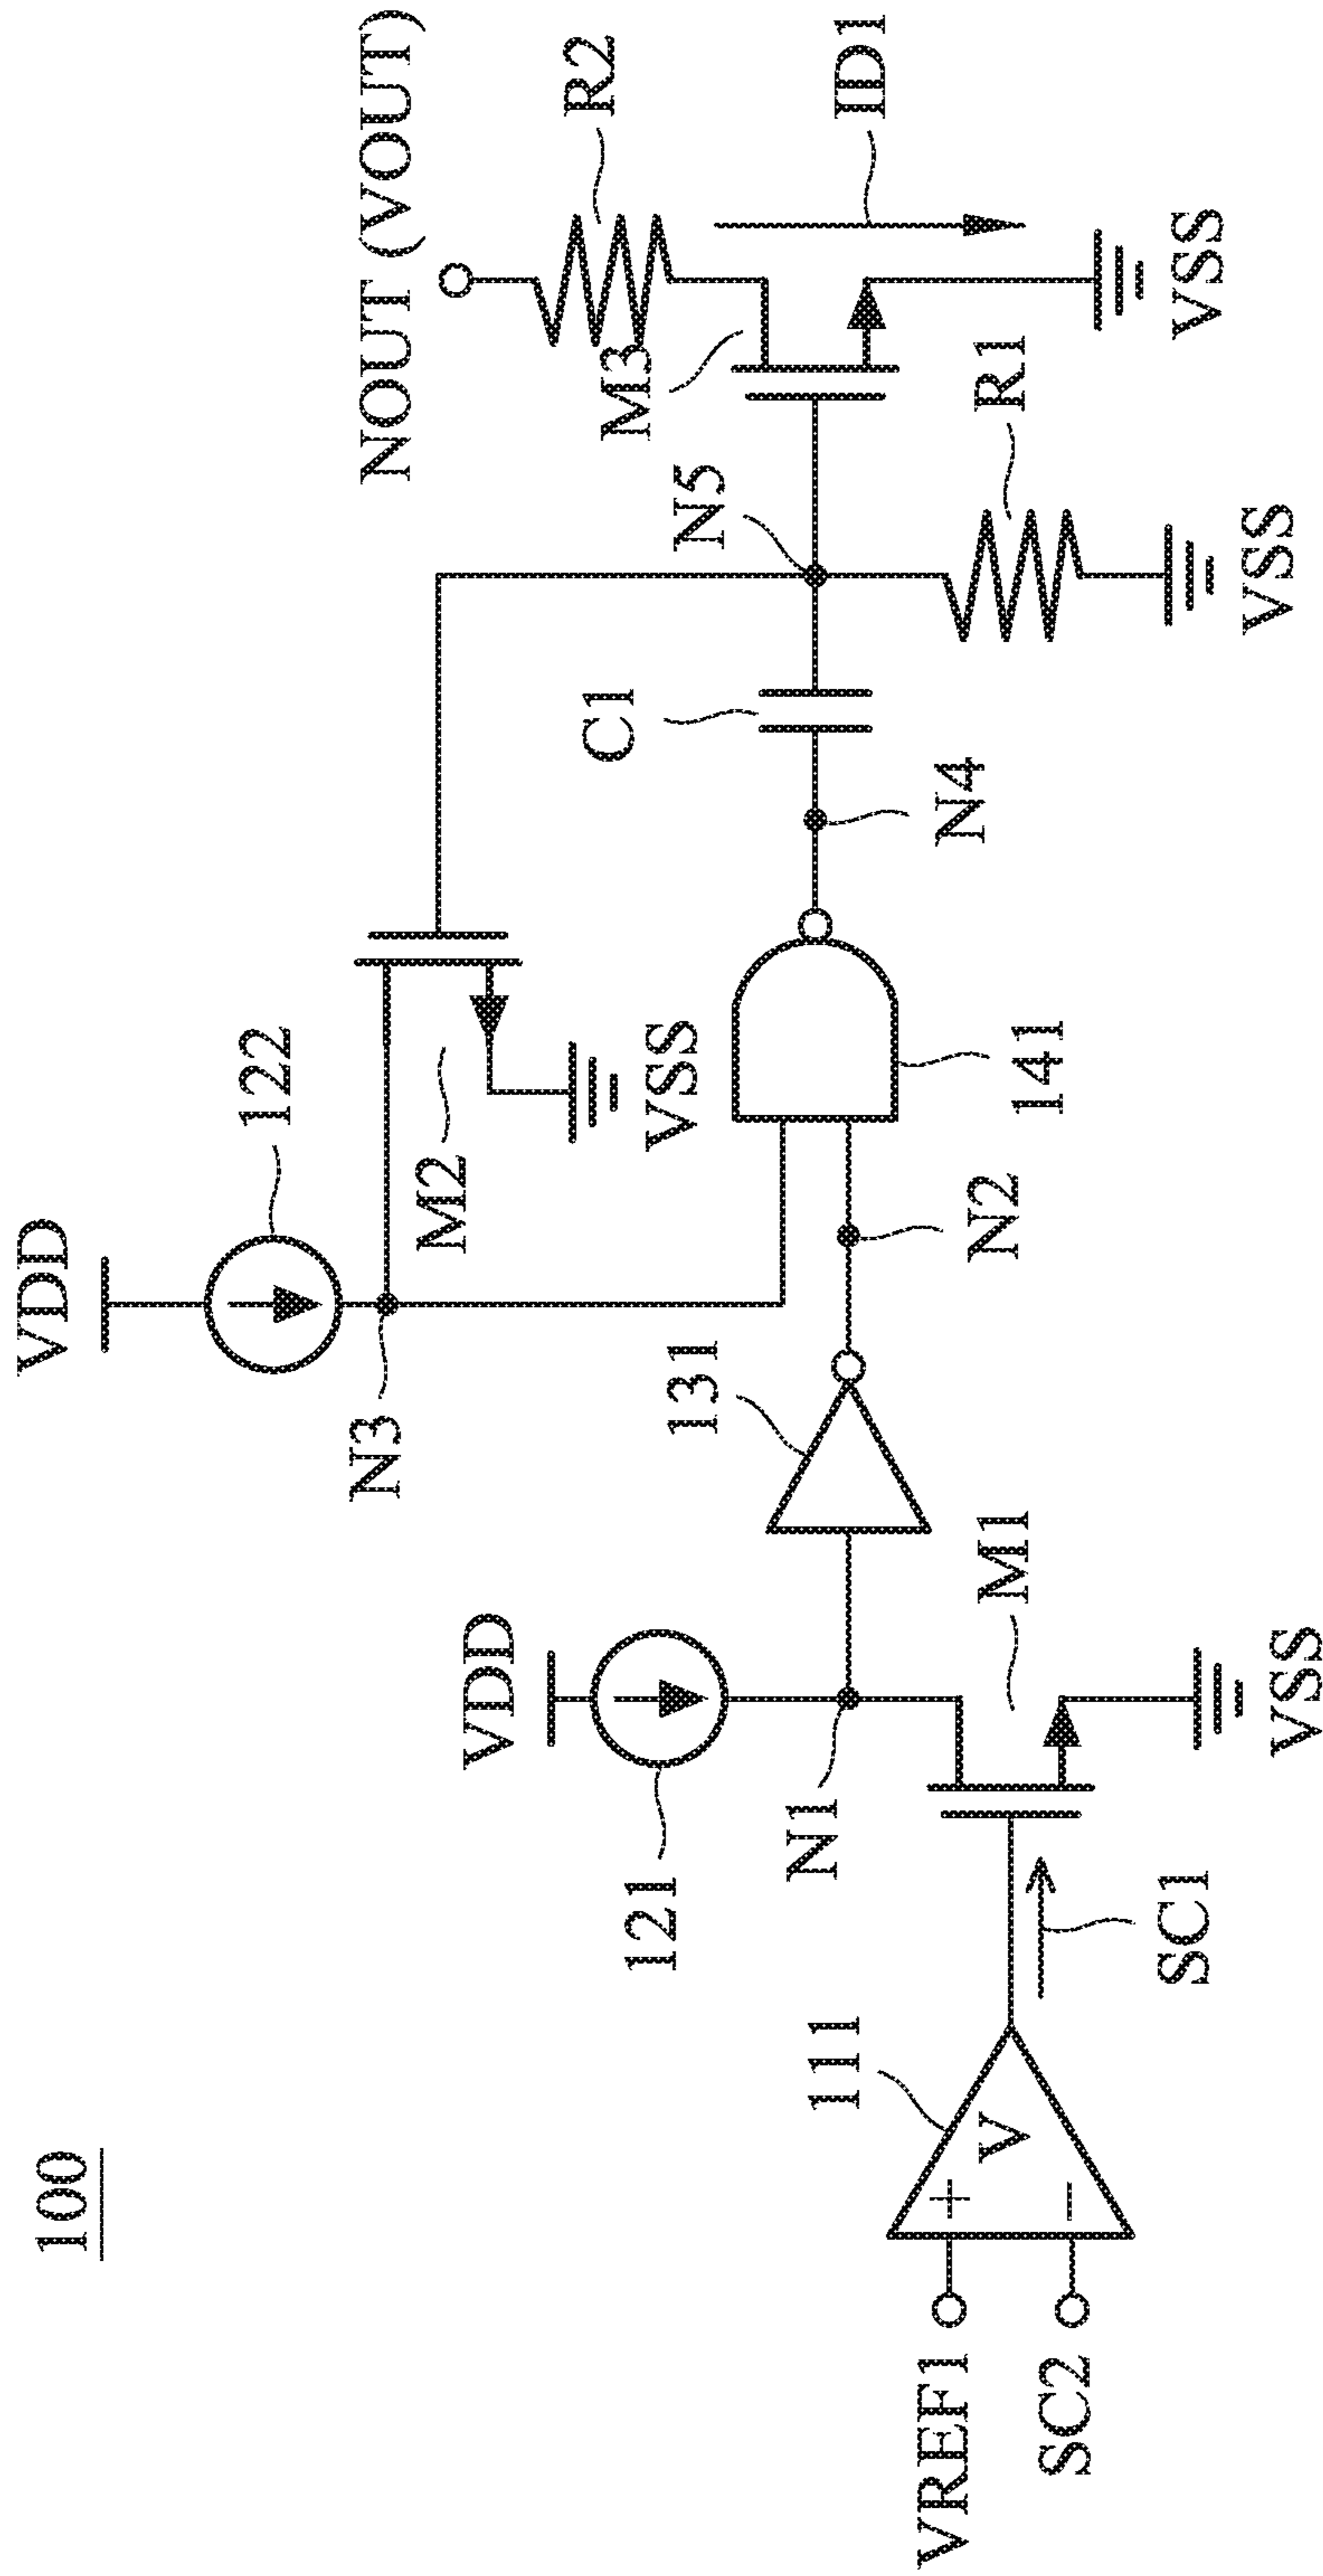 100
VDD
122
N3
M2
VSS
NOUT (VOUT)
R2
M3
ID1
VSS
N5
R1
VSS
C1
N4
141
N2
131
VDD
121
N1
M1
VSS
111
+
V
−
SC1
VREF1
SC2